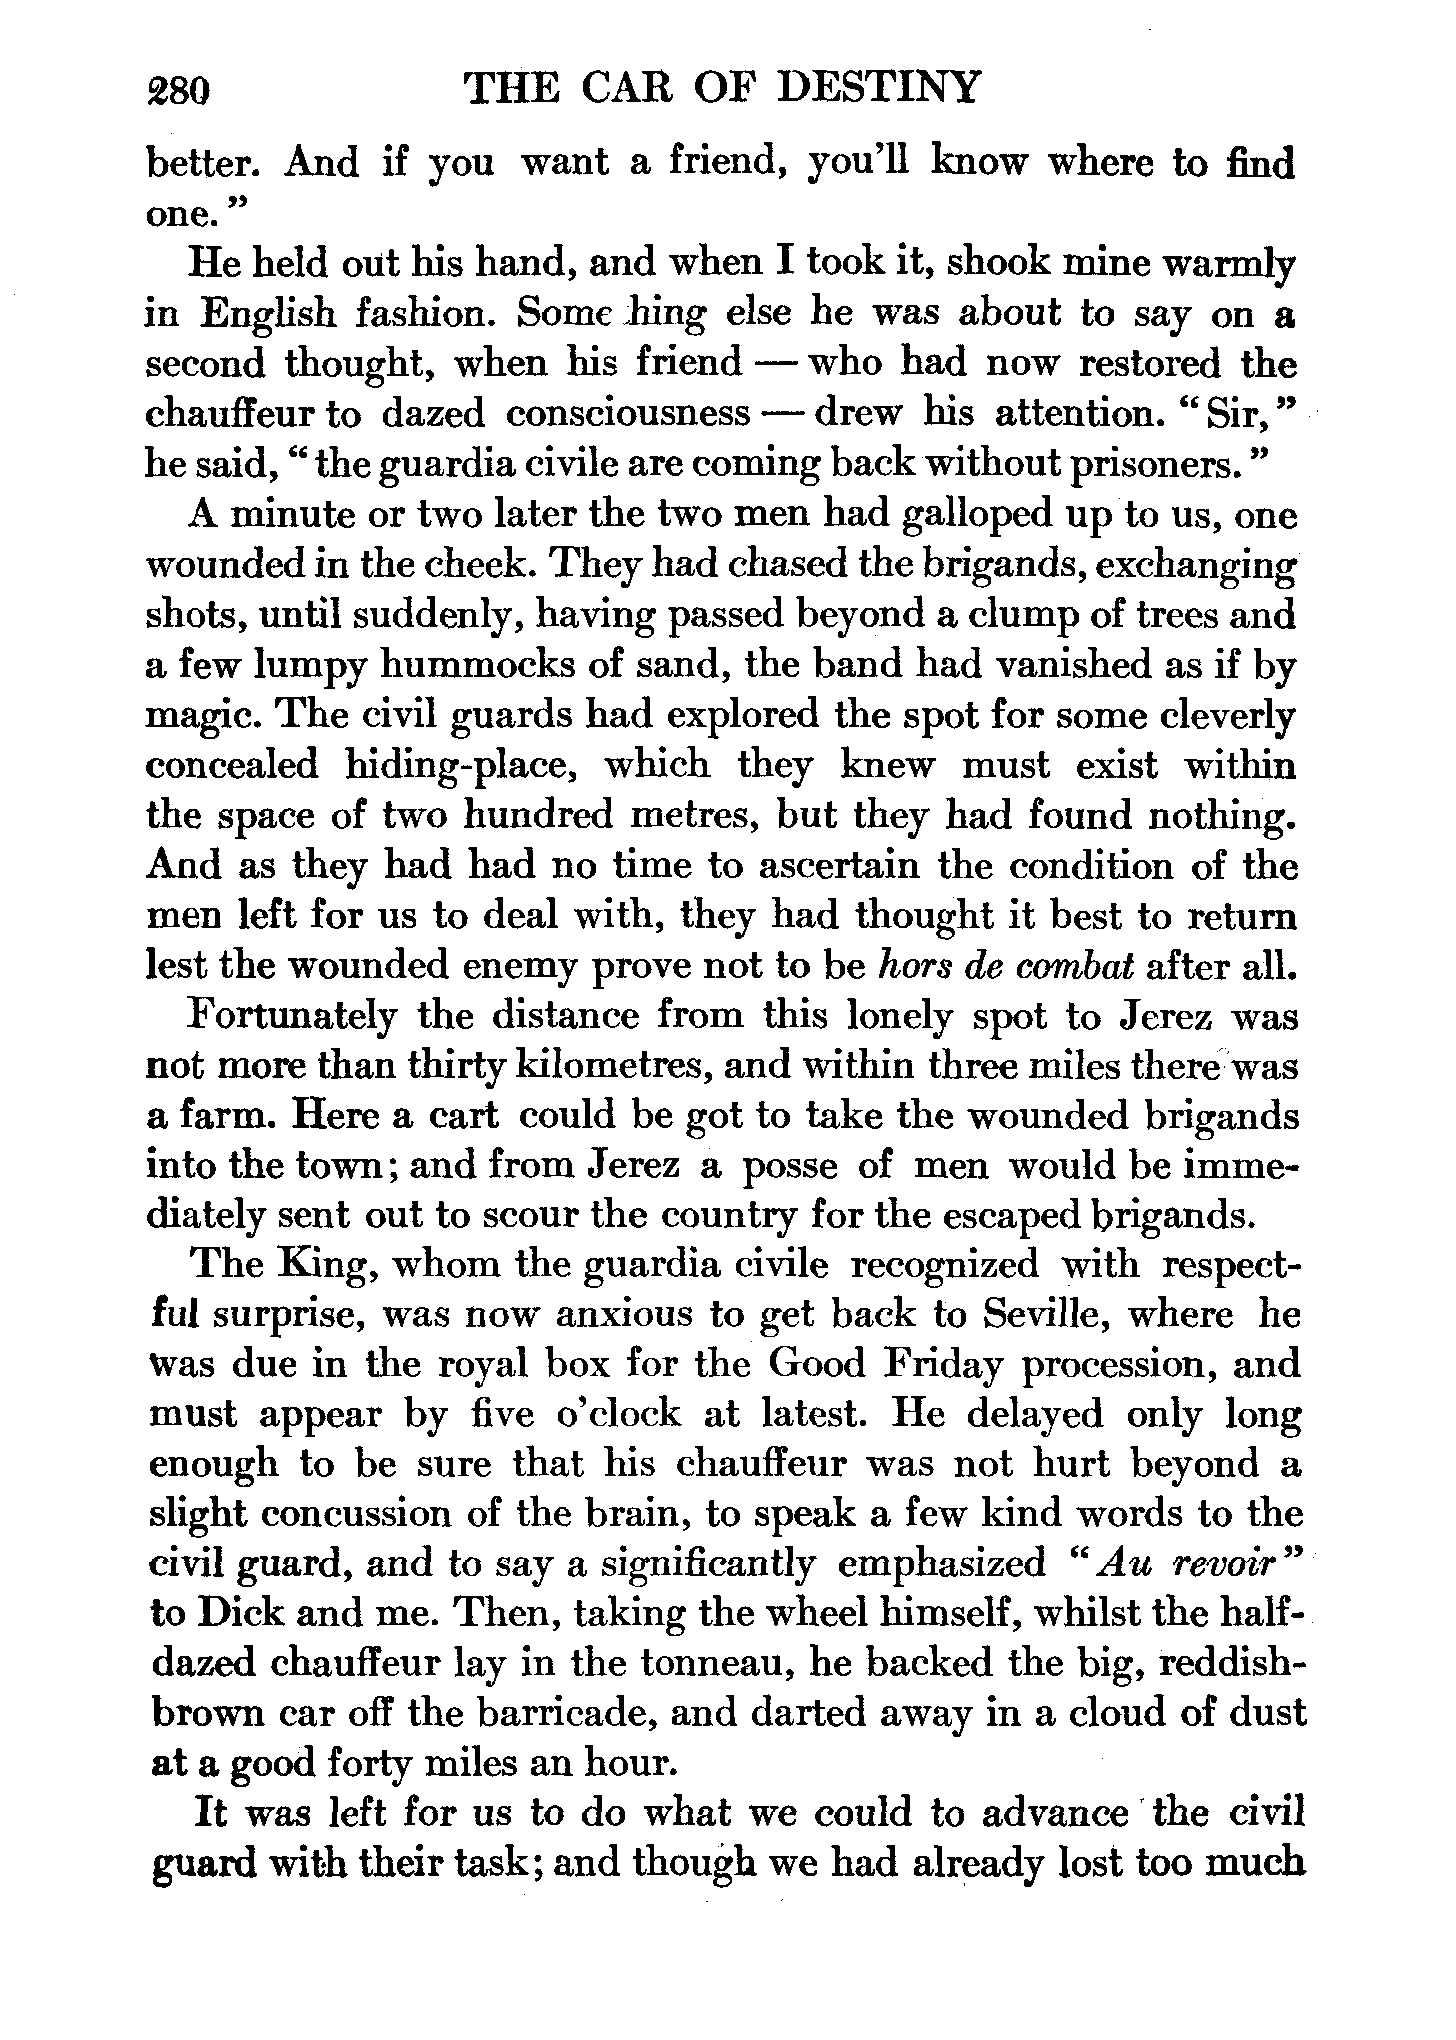 280 THE CAR OF DESTINY
better. And if you want a friend, you'll know where to find
one."
He held out his hand, and when I took it, shook mine warmly
in English fashion. Some hing else he was about to say on a
second thought, when his friend — who had now restored the
chauffeur to dazed consciousness — drew his attention. "Sir,"
he said, "the guardia civile are coming back without prisoners."
A minute or two later the two men had galloped up to us, one
wounded in the cheek. They had chased the brigands, exchanging
shots, until suddenly, having passed beyond a clump of trees and
a few lumpy hummocks of sand, the band had vanished as if by
magic. The civil guards had explored the spot for some cleverly
concealed hiding-place, which they knew must exist within
the space of two hundred metres, but they had found nothing.
And as they had had no time to ascertain the condition of the
men left for us to deal with, they had thought it best to return
lest the wounded enemy prove not to be hors de combat after all.
Fortunately the distance from this lonely spot to Jerez was
not more than thirty kilometres, and within three miles there was
a farm. Here a cart could be got to take the wounded brigands
into the town; and from Jerez a posse of men would be imme-
diately sent out to scour the country for the escaped brigands.
The King, whom the guardia civile recognized with respect-
ful surprise, was now anxious to get back to Seville, where he
was due in the royal box for the Good Friday procession, and
must appear by five o'clock at latest. He delayed only long
enough to be sure that his chauffeur was not hurt beyond a
slight concussion of the brain, to speak a few kind words to the
civil guard, and to say a significantly emphasized "Au revoir"
to Dick and me. Then, taking the wheel himself, whilst the half-
dazed chauffeur lay in the tonneau, he backed the big, reddish-
brown car off the barricade, and darted away in a cloud of dust
at a good forty miles an hour.
It was left for us to do what we could to advance the civil
guard with their task; and though we had already lost too much